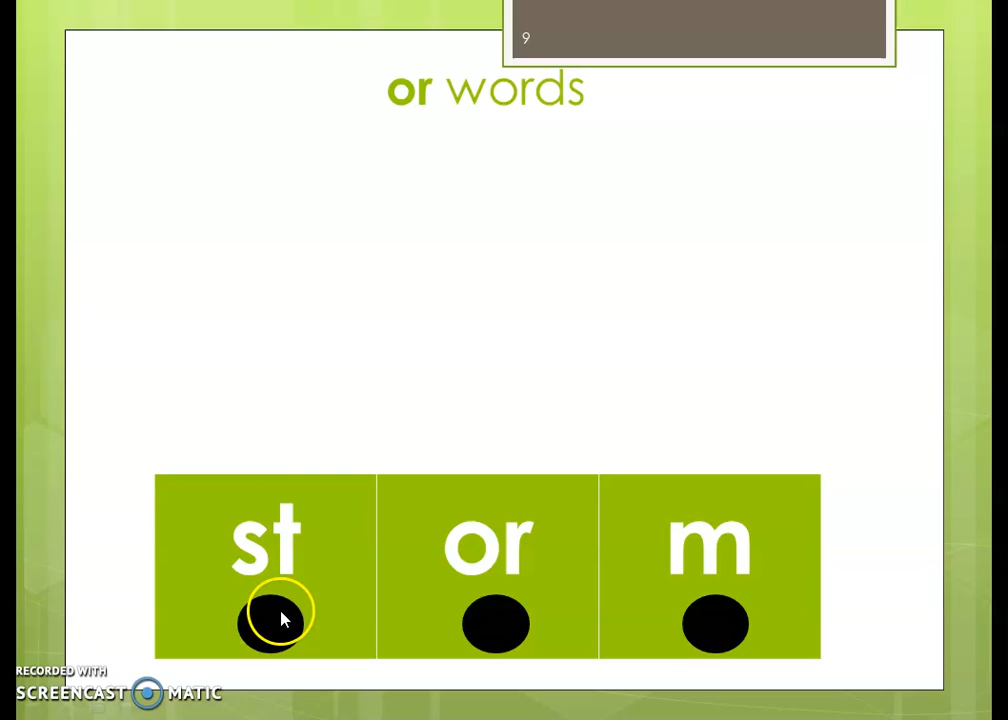 9
or words
st or m
RECORDED WITH
SCREENCAST MATIC